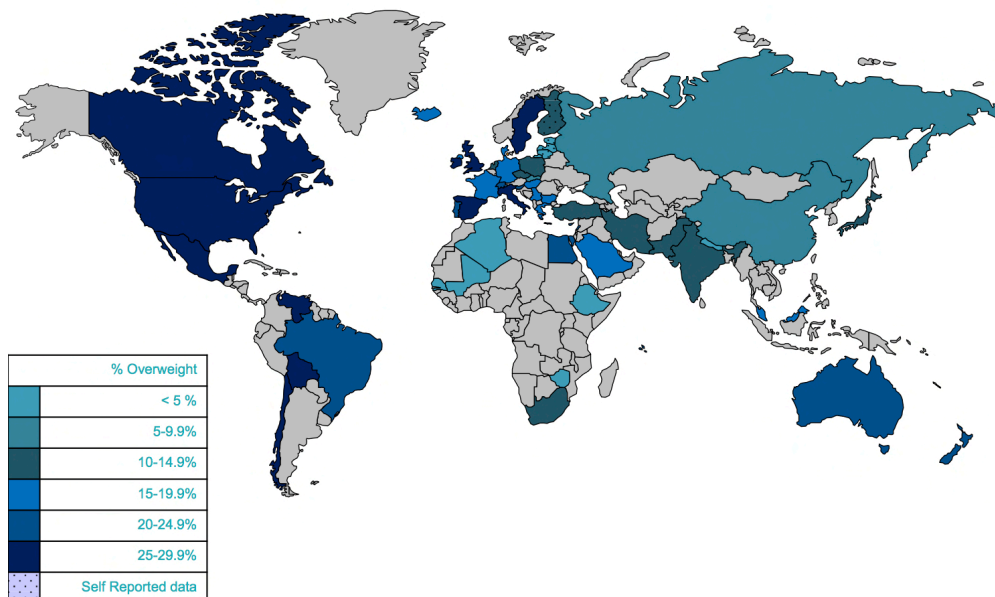 % Overweight
< 5 %
5-9.9%
10-14.9%
15-19.9%
20-24.9%
25-29.9%
Self Reported data